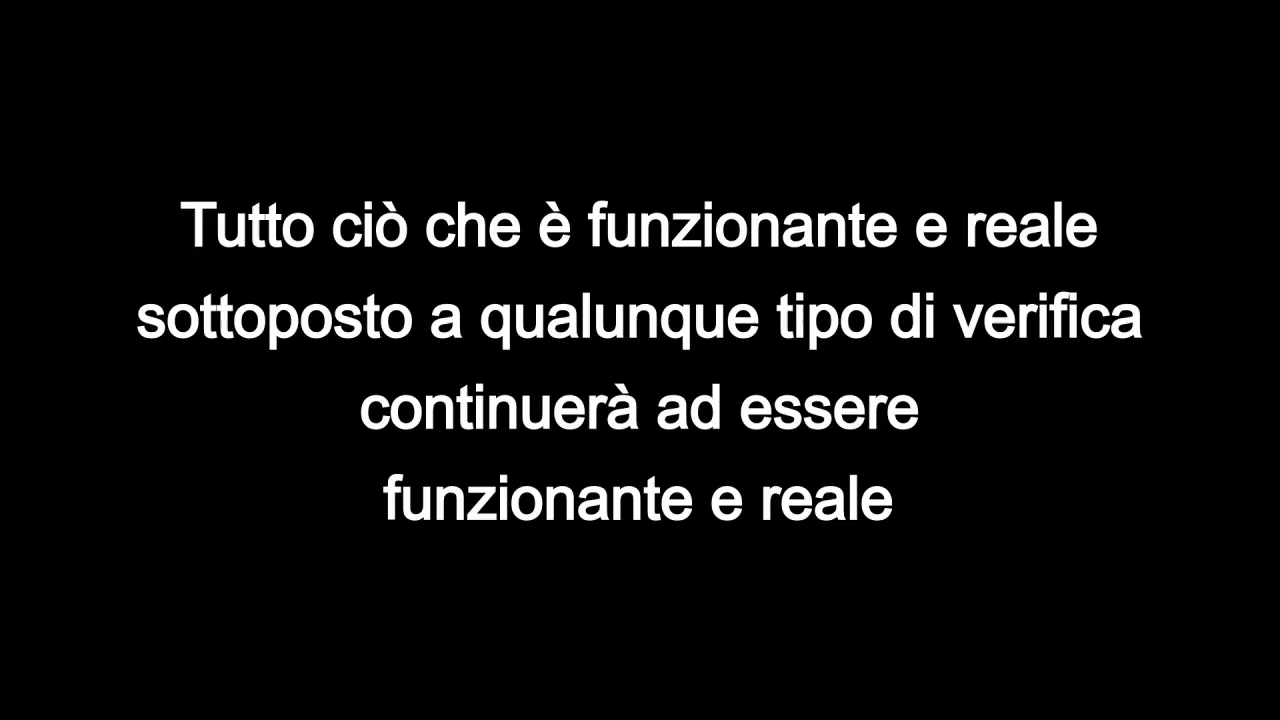 Tutto ciò che è funzionante e reale
sottoposto a qualunque tipo di verifica
continuerà ad essere
funzionante e reale